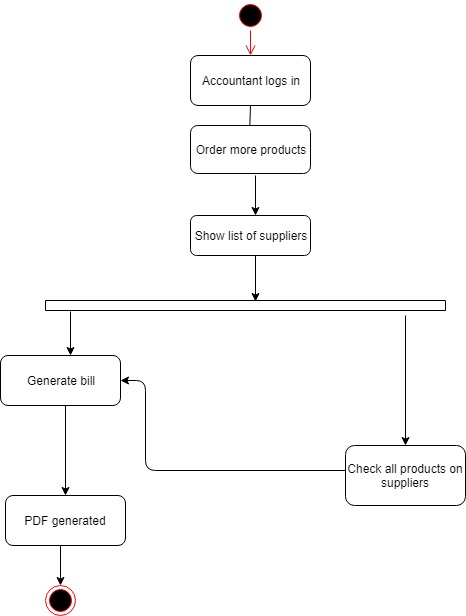 Accountant logs in
Order more products
Show list of suppliers
Generate bill
Check all products on
suppliers
PDF generated